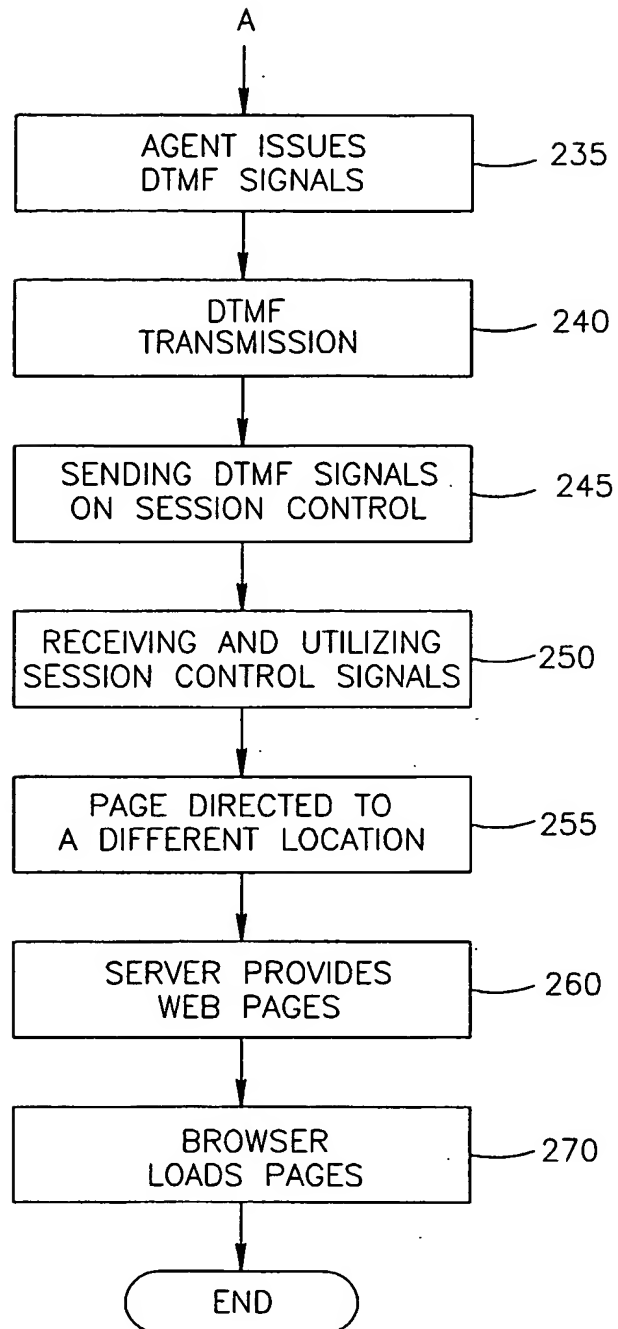 A
AGENT ISSUES
DTMF SIGNALS
235
DTMF
TRANSMISSION
240
SENDING DTMF SIGNALS
ON SESSION CONTROL
245
RECEIVING AND UTILIZING
SESSION CONTROL SIGNALS
250
PAGE DIRECTED TO
A DIFFERENT LOCATION
255
SERVER PROVIDES
WEB PAGES
260
BROWSER
LOADS PAGES
270
END